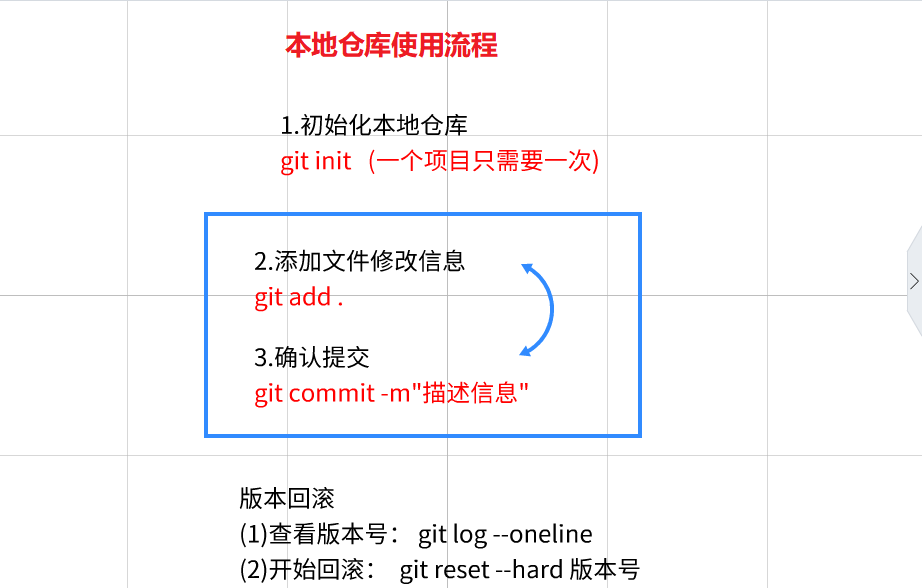 本地仓库使用流程
1.初始化本地仓库
git init (一个项目只需要一次)
2.添加文件修改信息
git add .
3.确认提交
git commit -m"描述信息"
版本回滚
(1)查看版本号： git log --oneline
(2)开始回滚： git reset --hard 版本号